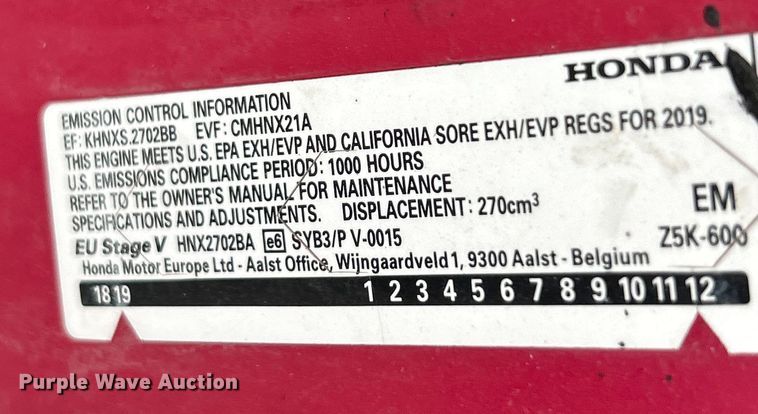 HONDA
EMISSION CONTROL INFORMATION
EF: KHNXS.2702BB EVF: CMHNX21A
THIS ENGINE MEETS U.S. EPA EXH/EVP AND CALIFORNIA SORE EXH/EVP REGS FOR 2019.
U.S. EMISSIONS COMPLIANCE PERIOD: 1000 HOURS
REFER TO THE OWNER'S MANUAL FOR MAINTENANCE
SPECIFICATIONS AND ADJUSTMENTS. DISPLACEMENT: 270cm³
EM
EU Stage V HNX2702BA e6 SYB3/P V-0015
Z5K-600
Honda Motor Europe Ltd - Aalst Office, Wijngaardveld 1, 9300 Aalst - Belgium
18 19 1 2 3 4 5 6 7 8 9 10 11 12
Purple Wave Auction